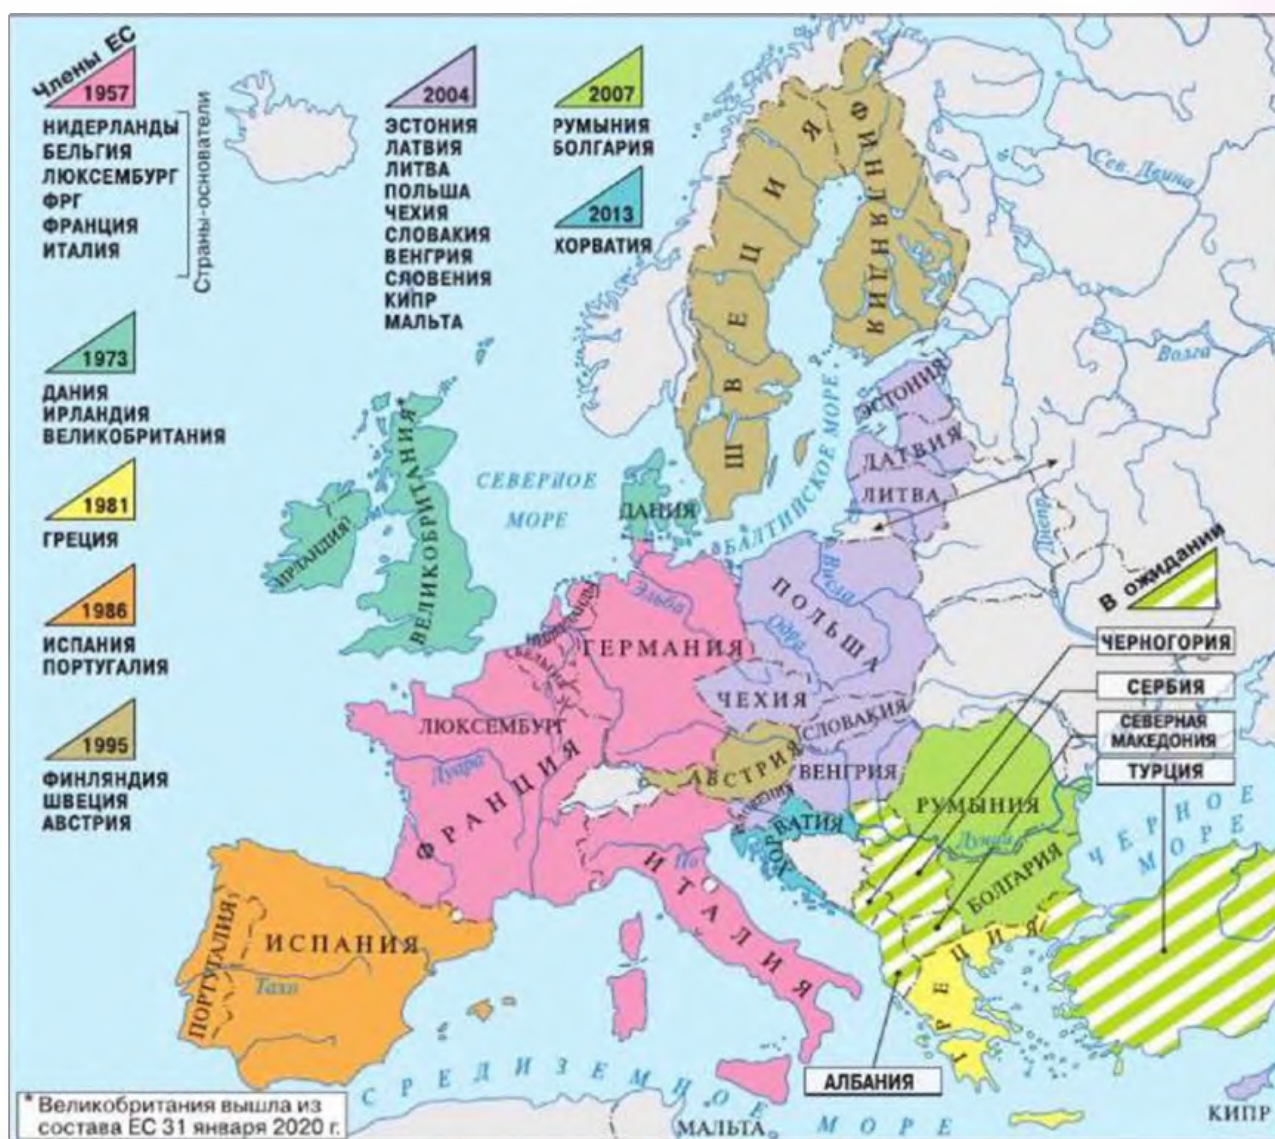 Члены ЕС
1957
НИДЕРЛАНДЫ
БЕЛЬГИЯ
ЛЮКСЕМБУРГ
ФРГ
ФРАНЦИЯ
ИТАЛИЯ
Страны-основатели
1973
ДАНИЯ
ИРЛАНДИЯ
ВЕЛИКОБРИТАНИЯ
1981
ГРЕЦИЯ
1986
ИСПАНИЯ
ПОРТУГАЛИЯ
1995
ФИНЛЯНДИЯ
ШВЕЦИЯ
АВСТРИЯ
2004
ЭСТОНИЯ
ЛАТВИЯ
ЛИТВА
ПОЛЬША
ЧЕХИЯ
СЛОВАКИЯ
ВЕНГРИЯ
СЛОВЕНИЯ
КИПР
МАЛЬТА
2007
РУМЫНИЯ
БОЛГАРИЯ
2013
ХОРВАТИЯ
В ожидании
ЧЕРНОГОРИЯ
СЕРБИЯ
СЕВЕРНАЯ
МАКЕДОНИЯ
ТУРЦИЯ
АЛБАНИЯ
ШВЕЦИЯ
ФИНЛЯНДИЯ
Сев. Двина
Волга
Днепр
ЭСТОНИЯ
ЛАТВИЯ
ЛИТВА
СЕВЕРНОЕ
МОРЕ
БАЛТИЙСКОЕ МОРЕ
ДАНИЯ
ИРЛАНДИЯ
ВЕЛИКОБРИТАНИЯ*
НИДЕРЛАНДЫ
БЕЛЬГИЯ
Эльба
ГЕРМАНИЯ
Одра
Висла
ПОЛЬША
ЧЕХИЯ
СЛОВАКИЯ
ЛЮКСЕМБУРГ
Луара
ФРАНЦИЯ
АВСТРИЯ
ВЕНГРИЯ
СЛОВЕНИЯ
ХОРВАТИЯ
РУМЫНИЯ
Дунай
БОЛГАРИЯ
ЧЕРНОЕ
МОРЕ
По
ИТАЛИЯ
ГРЕЦИЯ
ПОРТУГАЛИЯ
ИСПАНИЯ
Тахо
СРЕДИЗЕМНОЕ
МОРЕ
МАЛЬТА
КИПР
* Великобритания вышла из
состава ЕС 31 января 2020 г.